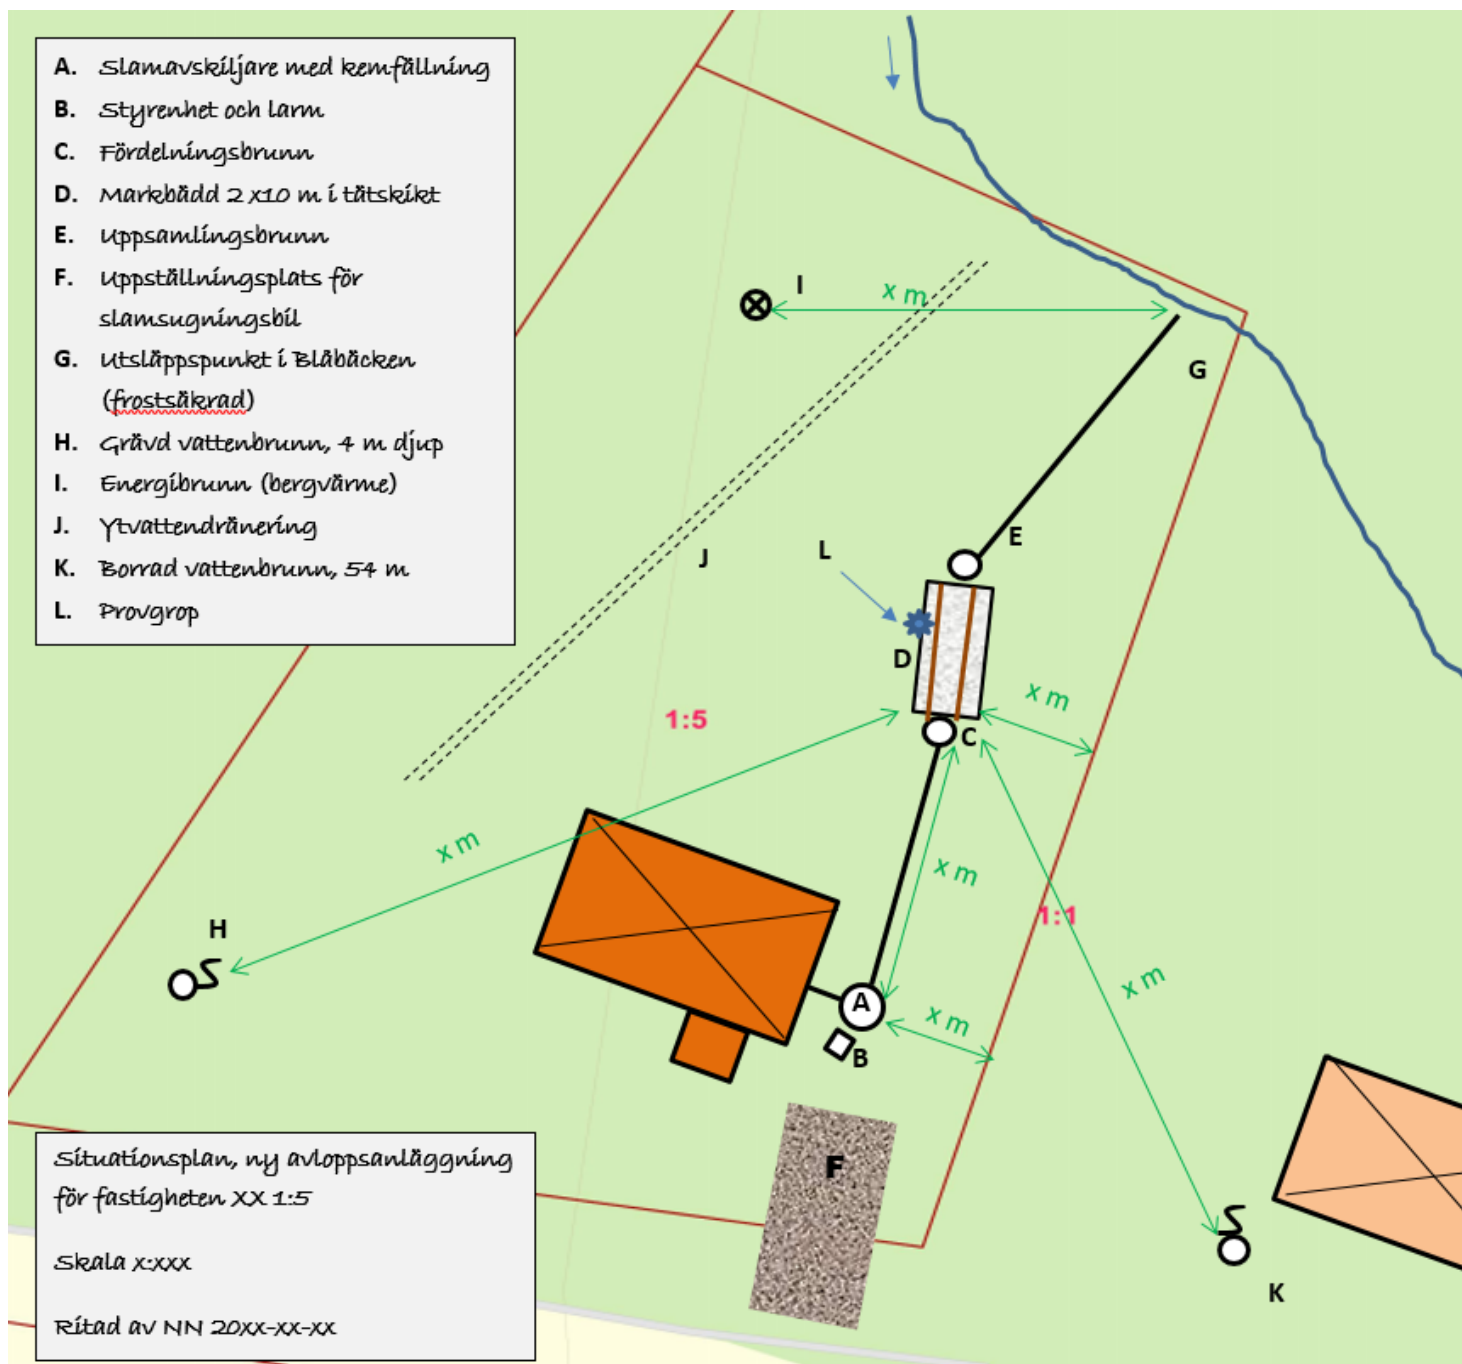 A. Slamavskiljare med kemfällning
B. Styrenhet och larm
C. Fördelningsbrunn
D. Markbädd 2 x10 m i tätskikt
E. Uppsamlingsbrunn
F. Uppställningsplats för
slamsugningsbil
G. Utsläppspunkt i Blåbäcken
(frostsäkrad)
H. Grävd vattenbrunn, 4 m djup
I. Energibrunn (bergvärme)
J. Ytvattendränering
K. Borrad vattenbrunn, 54 m
L. Provgrop
I
x m
G
E
L
J
D
x m
1:5
C
x m
x m
1:1
H
x m
A
x m
B
F
K
Situationsplan, ny avloppsanläggning
för fastigheten XX 1:5
Skala x:xxx
Ritad av NN 20xx-xx-xx